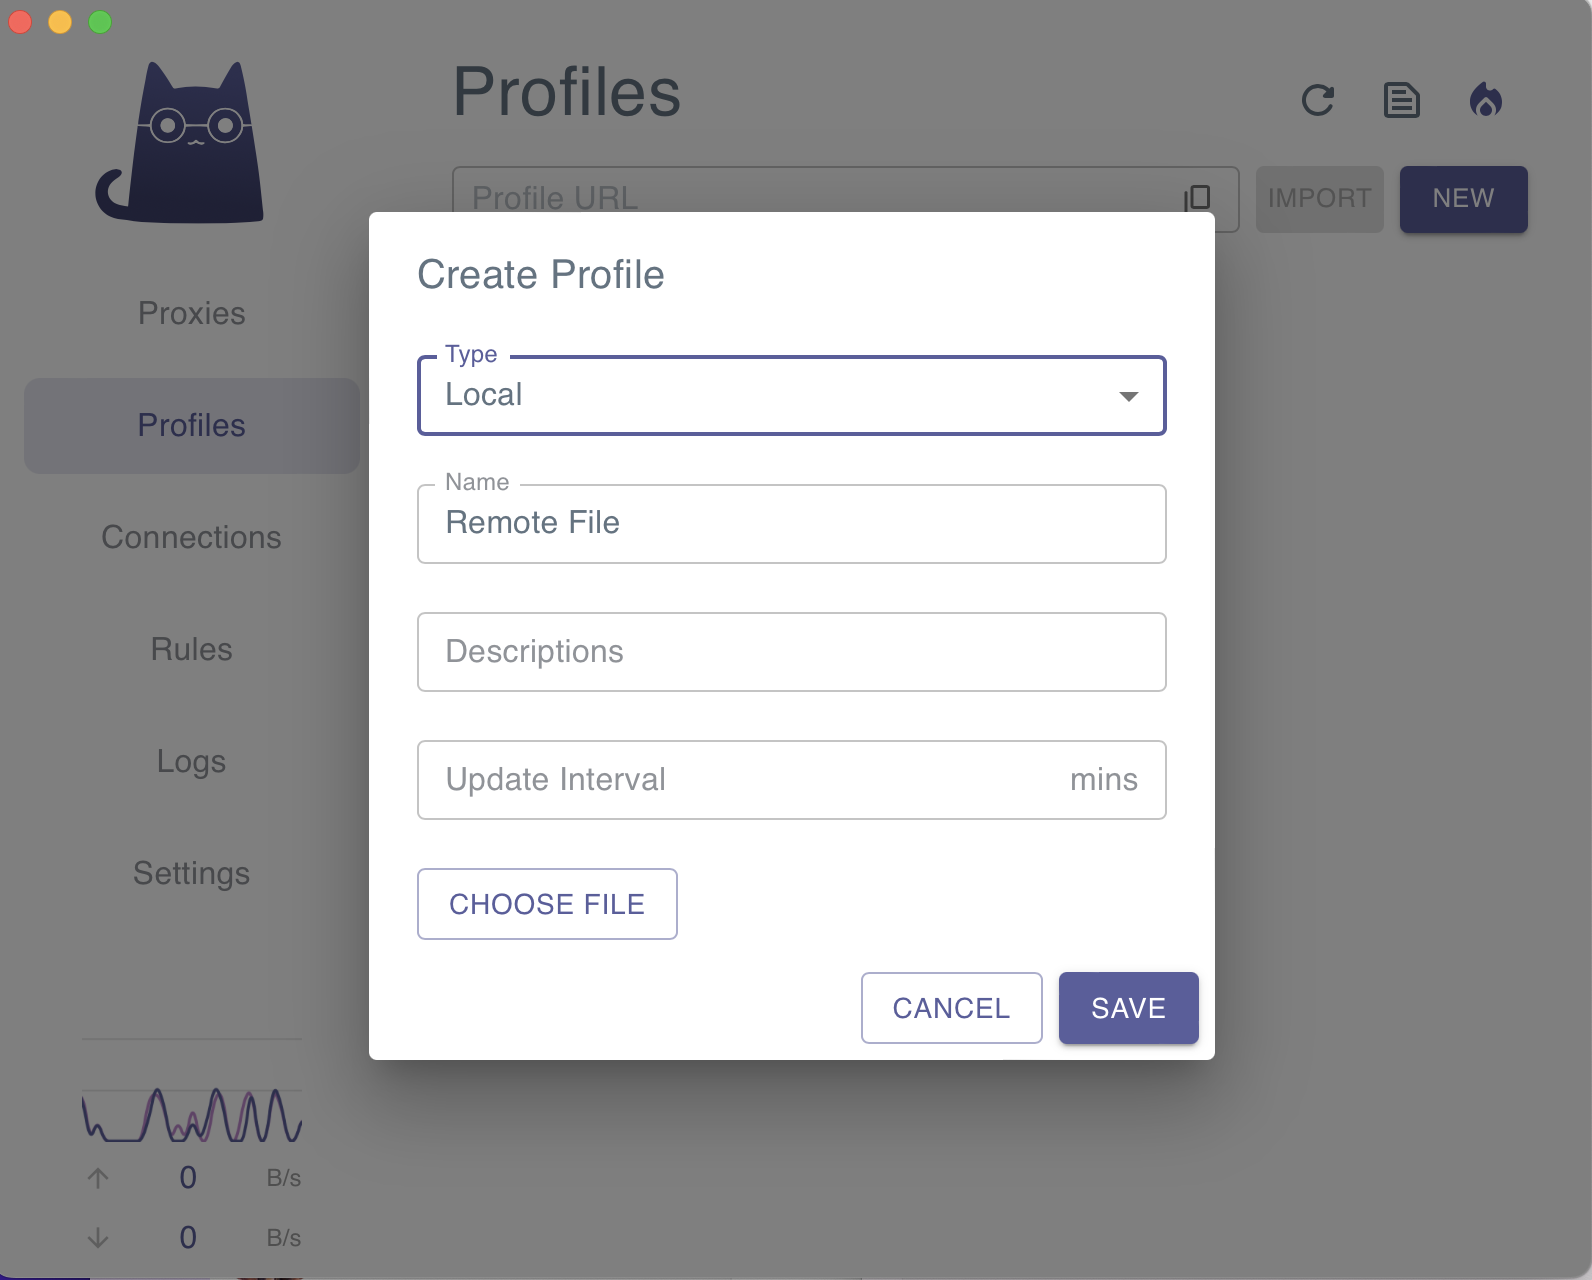 Profiles
Profile URL
IMPORT
NEW
Proxies
Profiles
Connections
Rules
Logs
Settings
0 B/s
0 B/s
Create Profile
Type
Local
Name
Remote File
Descriptions
Update Interval mins
CHOOSE FILE
CANCEL
SAVE